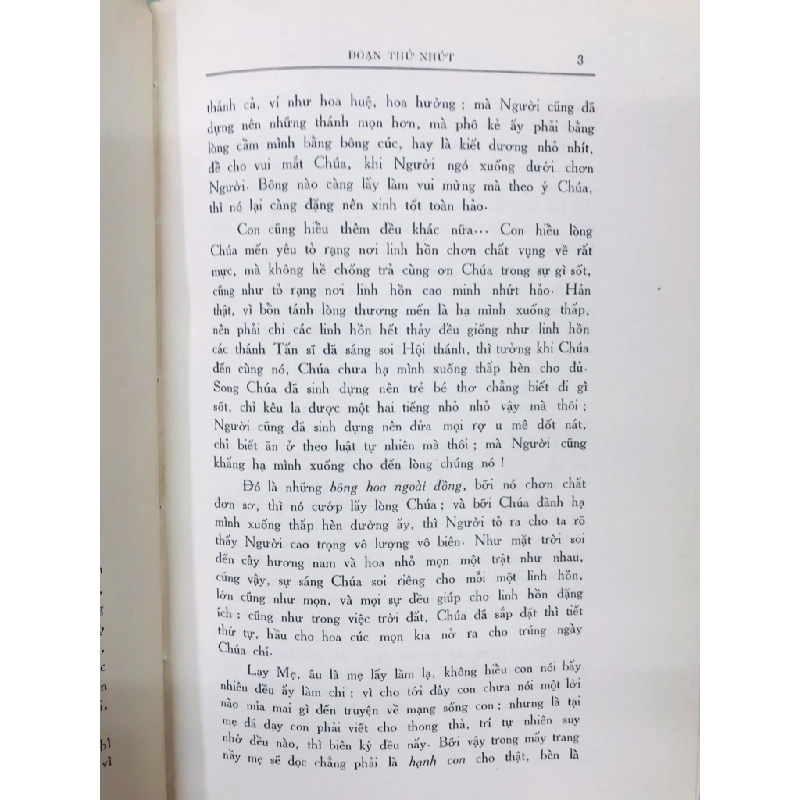 ĐOẠN THỨ NHỨT 3
thánh cả, ví như hoa huệ, hoa hường ; mà Người cũng đã
dựng nên những thánh mọn hơn, mà phô kẻ ấy phải bằng
lòng cầm mình bằng bông cúc, hay là kiết dương nhỏ nhít,
để cho vui mắt Chúa, khi Người ngó xuống dưới chơn
Người. Bông nào càng lấy làm vui mừng mà theo ý Chúa,
thì nó lại càng đặng nên xinh tốt toàn hảo.
Con cũng hiểu thêm đều khác nữa... Con hiểu lòng
Chúa mến yêu tỏ rạng nơi linh hồn chơn chất vụng về rất
mực, mà không hề chống trả cùng ơn Chúa trong sự gì sốt,
cũng như tỏ rạng nơi linh hồn cao minh nhứt hảo. Hản
thật, vì bổn tánh lòng thương mến là hạ mình xuống thấp,
nên phải chi các linh hồn hết thảy đều giống như linh hồn
các thánh Tấn sĩ đã sáng soi Hội thánh, thì tưởng khi Chúa
đến cùng nó, Chúa chưa hạ mình xuống thấp hèn cho đủ.
Song Chúa đã sinh dựng nên trẻ bé thơ chẳng biết đi gì
sốt, chỉ kêu la được một hai tiếng nhỏ nhỏ vậy mà thôi ;
Người cũng đã sinh dựng nên đứa mọi rợ u mê dốt nát,
chỉ biết ăn ở theo luật tự nhiên mà thôi ; mà Người cũng
khẳng hạ mình xuống cho đến lòng chúng nó !
Đó là những bông hoa ngoài đồng, bởi nó chơn chất
đơn sơ, thì nó cướp lấy lòng Chúa ; và bởi Chúa đành hạ
mình xuống thấp hèn dường ấy, thì Người tỏ ra cho ta rõ
thấy Người cao trọng vô lượng vô biên. Như mặt trời soi
đến cây hương nam và hoa nhỏ mọn một trật như nhau,
cũng vậy, sự sáng Chúa soi riêng cho mỗi một linh hồn,
lớn cũng như mọn, và mọi sự đều giúp cho linh hồn đặng
ích ; cũng như trong việc trời đất, Chúa đã sắp đặt thì tiết
thứ tự, hầu cho hoa cúc mọn kia nở ra cho trúng ngày
Chúa chỉ.
Lạy Mẹ, âu là mẹ lấy làm lạ, không hiểu con nói bấy
nhiêu đều ấy làm chi ; vì cho tới đây con chưa nói một lời
nào mỉa mai gì đến truyện về mạng sống con ; nhưng là tại
mẹ đã dạy con phải viết cho thong thả, trí tự nhiên suy
nhớ đều nào, thì biên ký đều nấy. Bởi vậy trong mấy trang
nầy mẹ sẽ đọc chẳng phải là hạnh con cho thật, bèn là